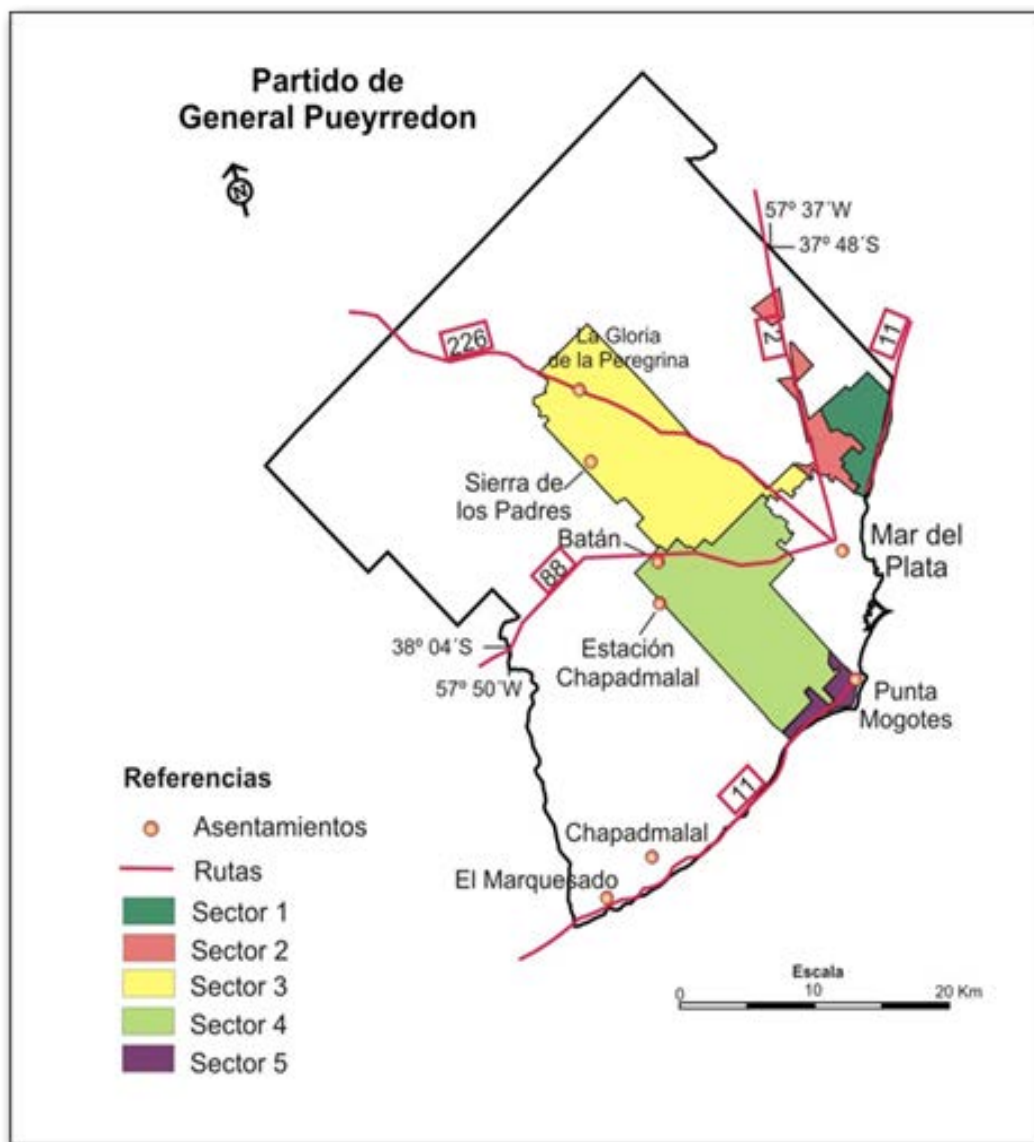 Partido de
General Pueyrredon
N
57º 37´W
37º 48´S
226
2
11
La Gloria
de la Peregrina
Sierra de
los Padres
Batán
88
Mar del
Plata
38º 04´S
57º 50´W
Estación
Chapadmalal
Punta
Mogotes
11
Chapadmalal
El Marquesado
Referencias
Asentamientos
Rutas
Sector 1
Sector 2
Sector 3
Sector 4
Sector 5
Escala
0 10 20 Km